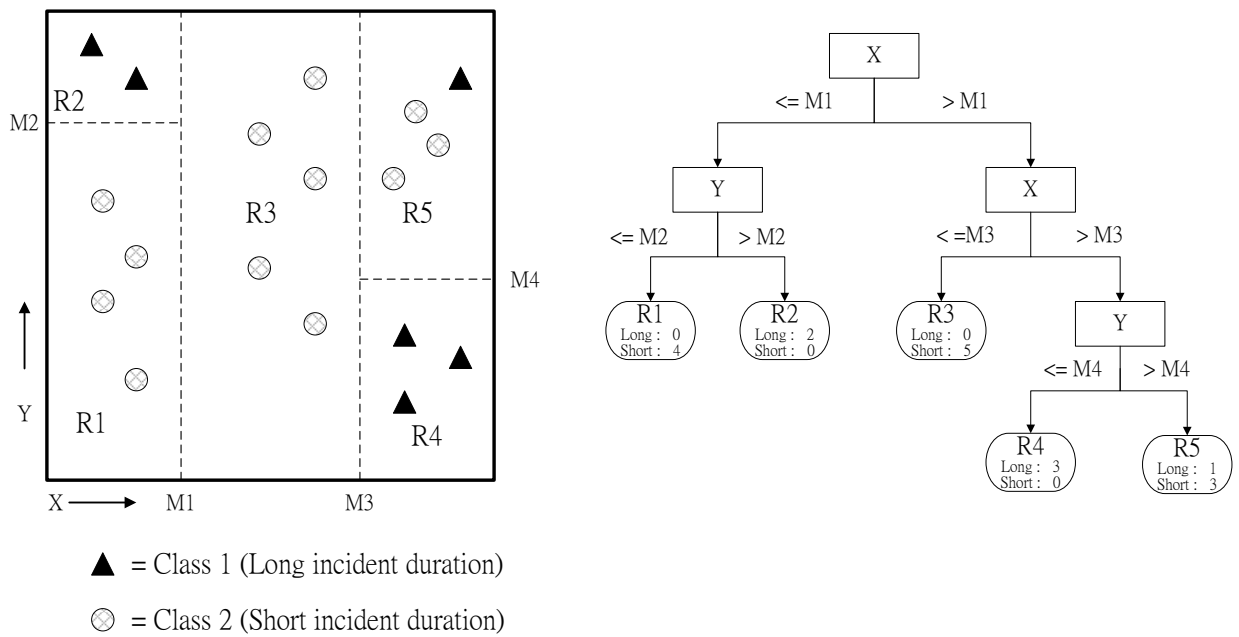 R2
M2
R3
R5
M4
Y
R1
R4
X
M1
M3
= Class 1 (Long incident duration)
= Class 2 (Short incident duration)
X
<= M1
> M1
Y
X
<= M2
> M2
< =M3
> M3
R1
Long : 0
Short : 4
R2
Long : 2
Short : 0
R3
Long : 0
Short : 5
Y
<= M4
> M4
R4
Long : 3
Short : 0
R5
Long : 1
Short : 3